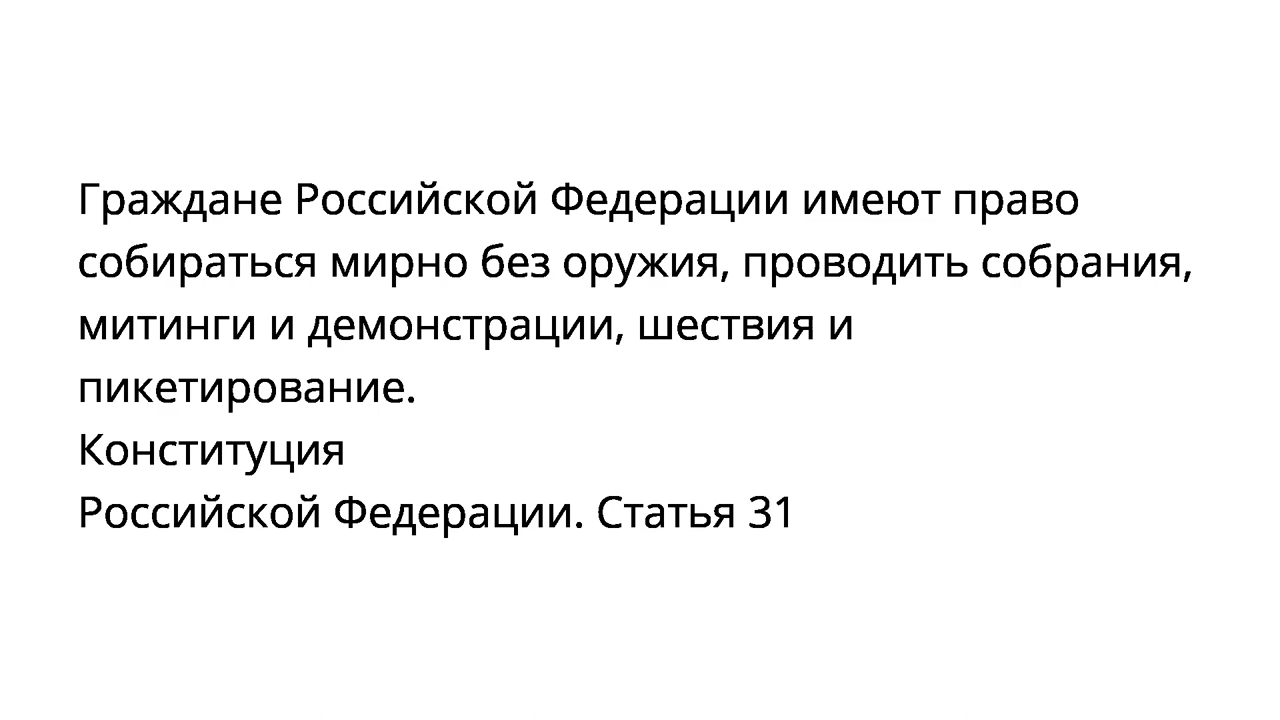 Граждане Российской Федерации имеют право
собираться мирно без оружия, проводить собрания,
митинги и демонстрации, шествия и
пикетирование.
Конституция
Российской Федерации. Статья 31